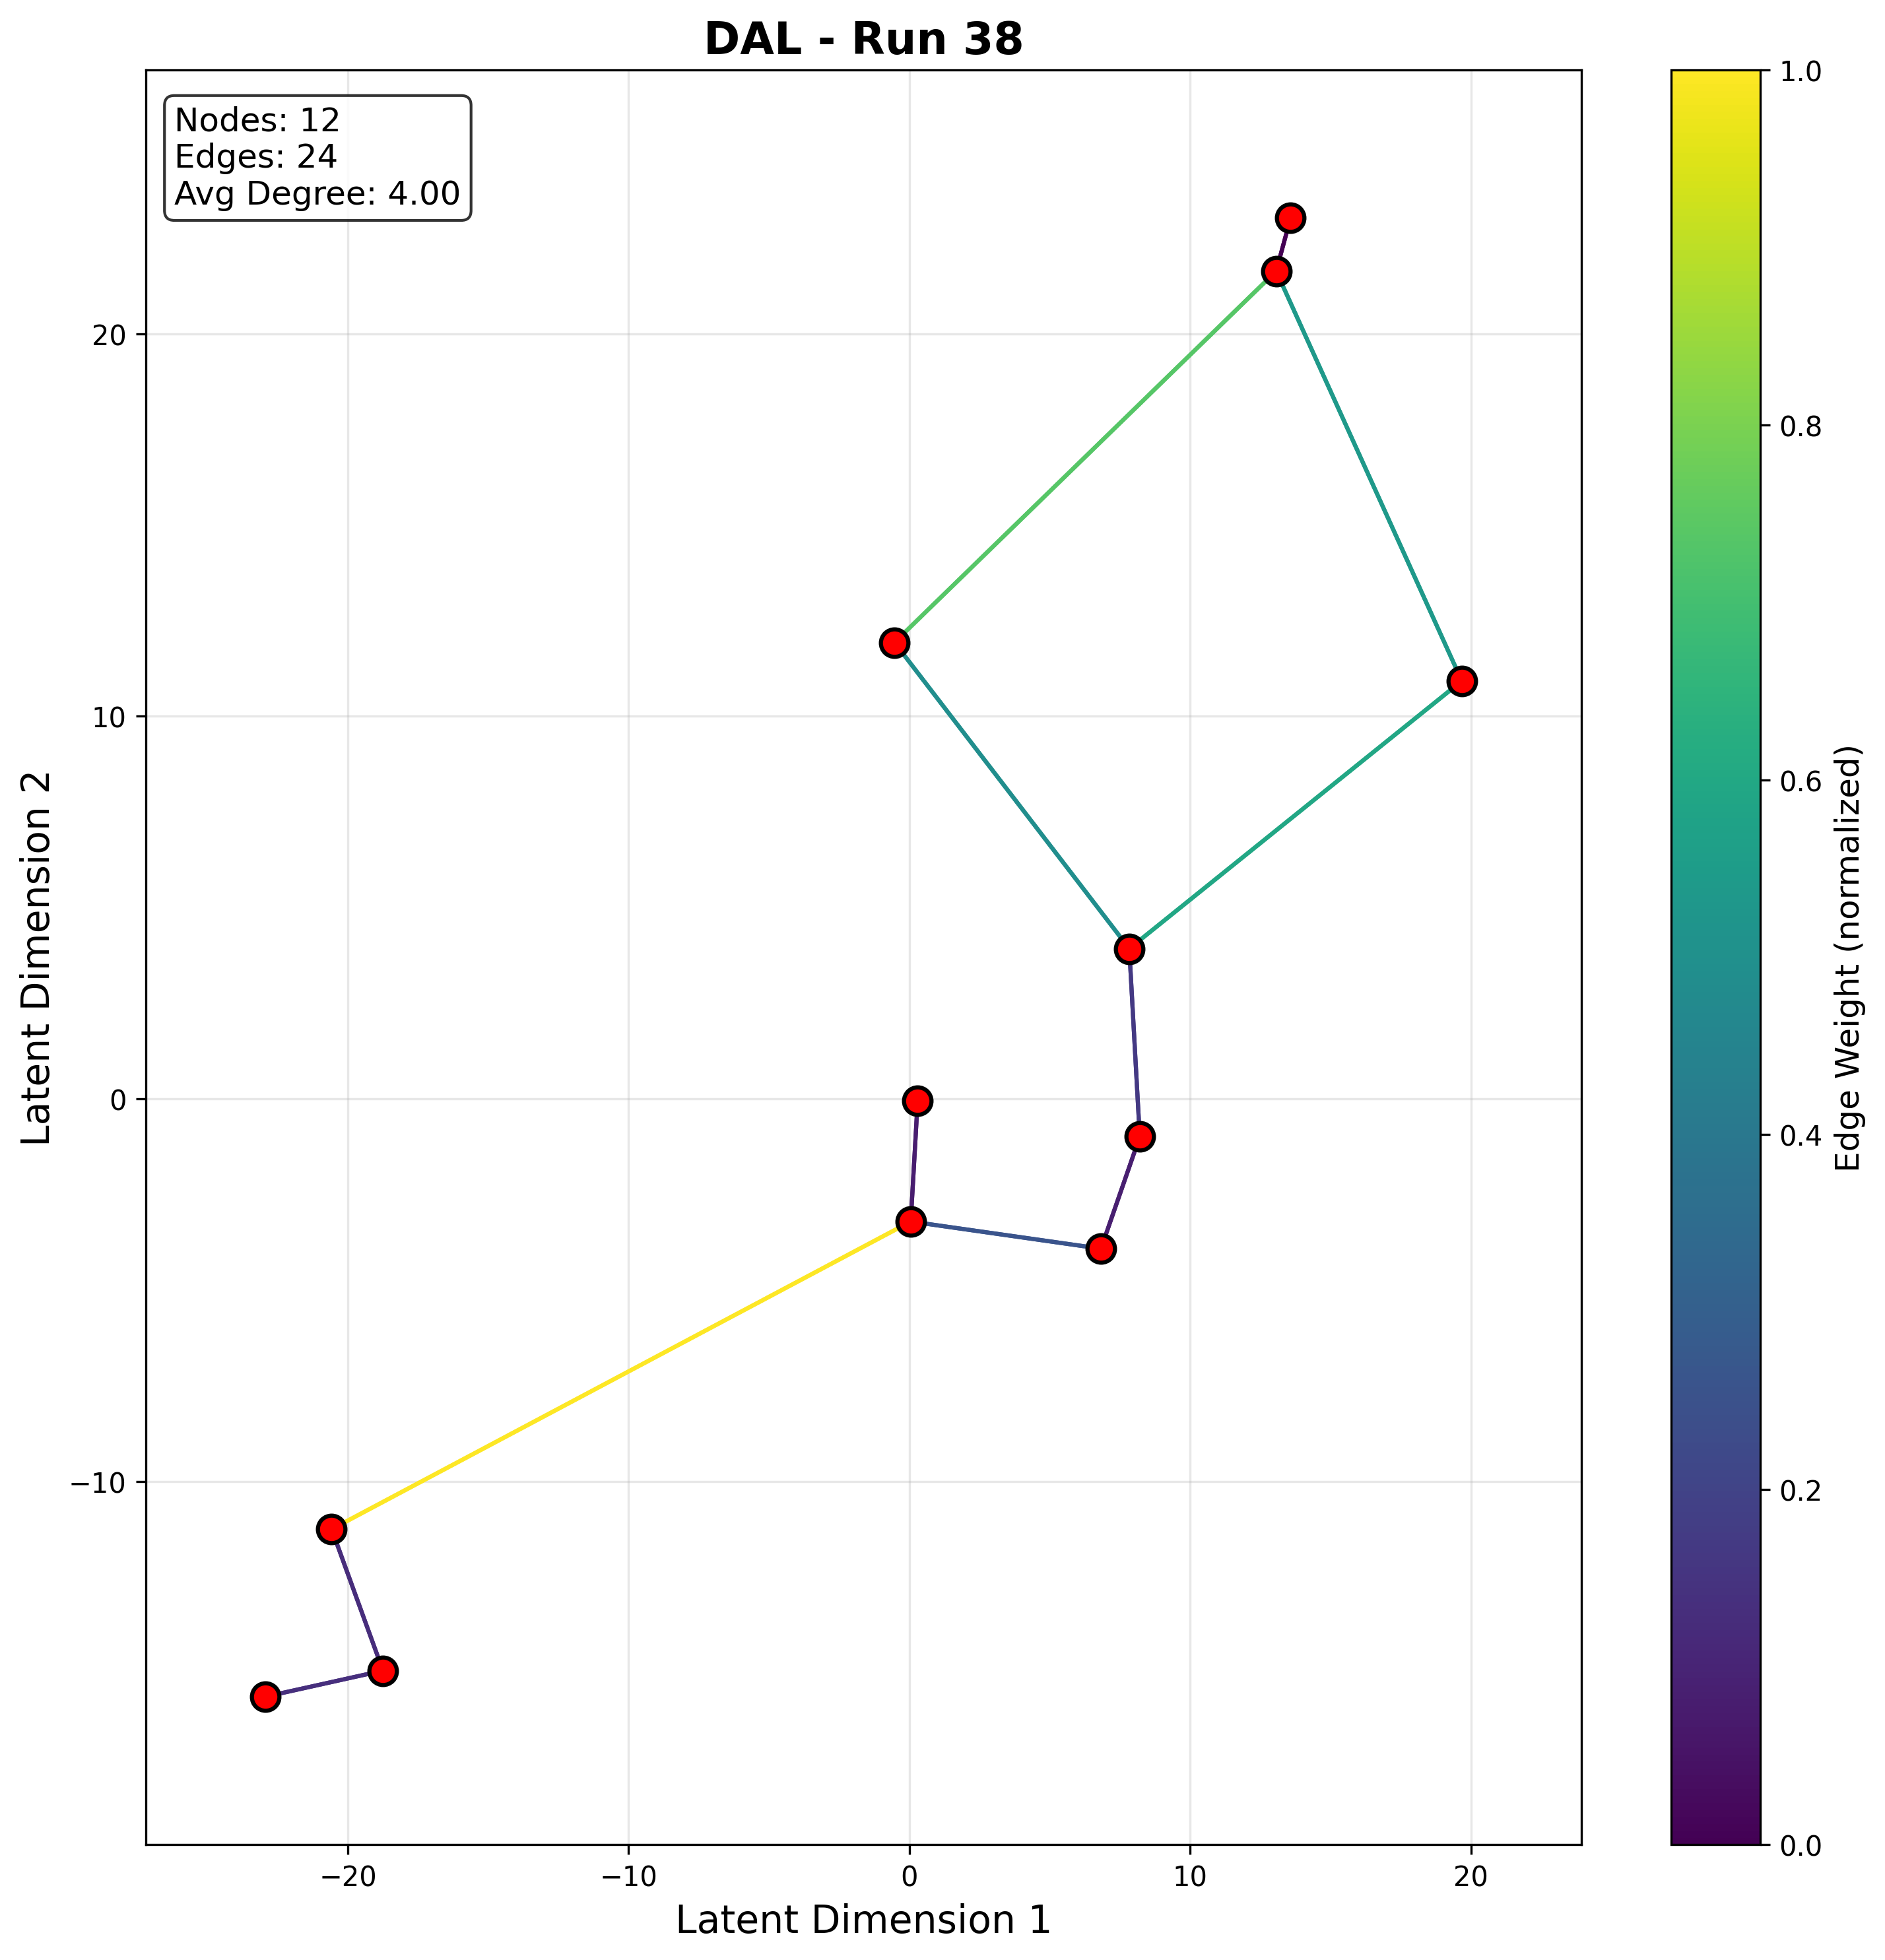 DAL - Run 38
Nodes: 12
Edges: 24
Avg Degree: 4.00
20
10
0
−10
Latent Dimension 2
−20
−10
0
10
20
Latent Dimension 1
1.0
0.8
0.6
0.4
0.2
0.0
Edge Weight (normalized)